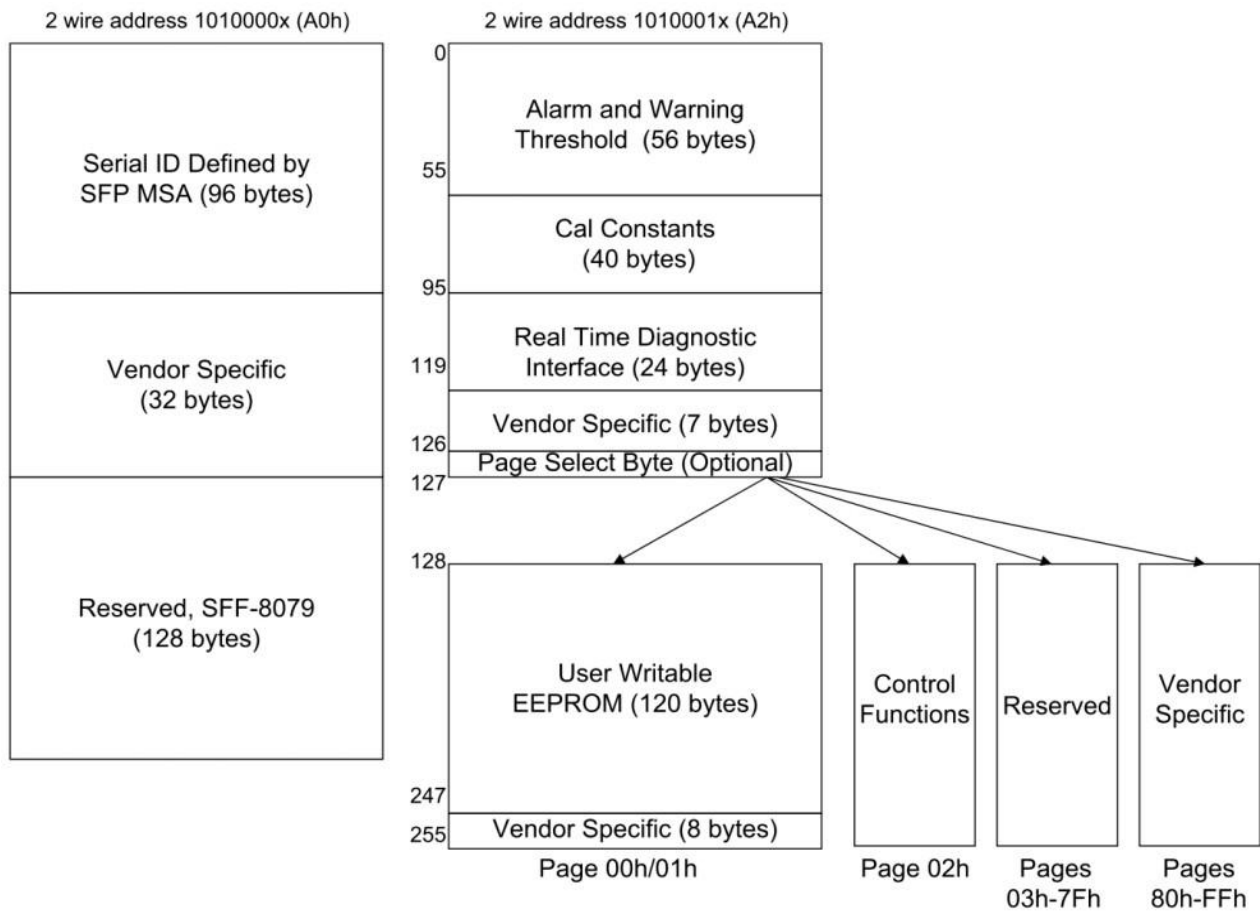 2 wire address 1010000x (A0h)
Serial ID Defined by
SFP MSA (96 bytes)
Vendor Specific
(32 bytes)
Reserved, SFF-8079
(128 bytes)
2 wire address 1010001x (A2h)
0
Alarm and Warning
Threshold (56 bytes)
55
Cal Constants
(40 bytes)
95
Real Time Diagnostic
Interface (24 bytes)
119
Vendor Specific (7 bytes)
126
Page Select Byte (Optional)
127
128
User Writable
EEPROM (120 bytes)
247
Vendor Specific (8 bytes)
255
Page 00h/01h
Control
Functions
Page 02h
Reserved
Pages
03h-7Fh
Vendor
Specific
Pages
80h-FFh